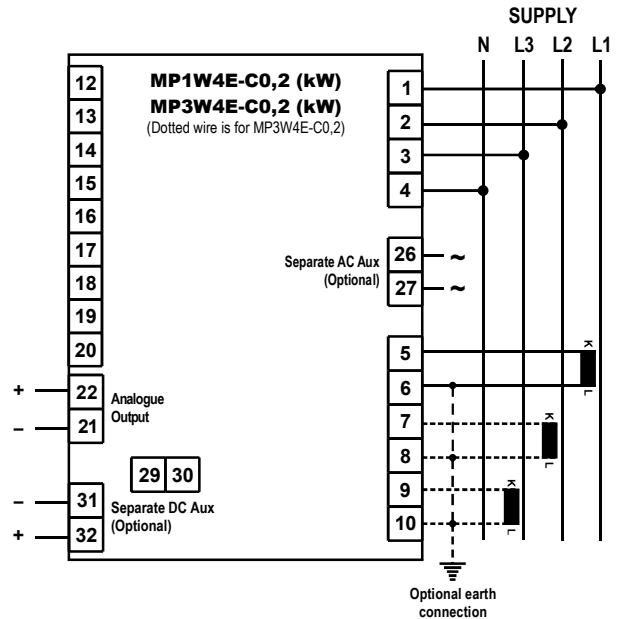 SUPPLY
N L3 L2 L1
MP1W4E-C0,2 (kW)
MP3W4E-C0,2 (kW)
(Dotted wire is for MP3W4E-C0,2)
12
13
14
15
16
17
18
19
20
22
21
+
–
Analogue
Output
29 30
31
32
–
+
Separate DC Aux
(Optional)
1
2
3
4
Separate AC Aux
(Optional)
26 ~
27 ~
5
6
7
8
9
10
K
L
K
L
K
L
Optional earth
connection